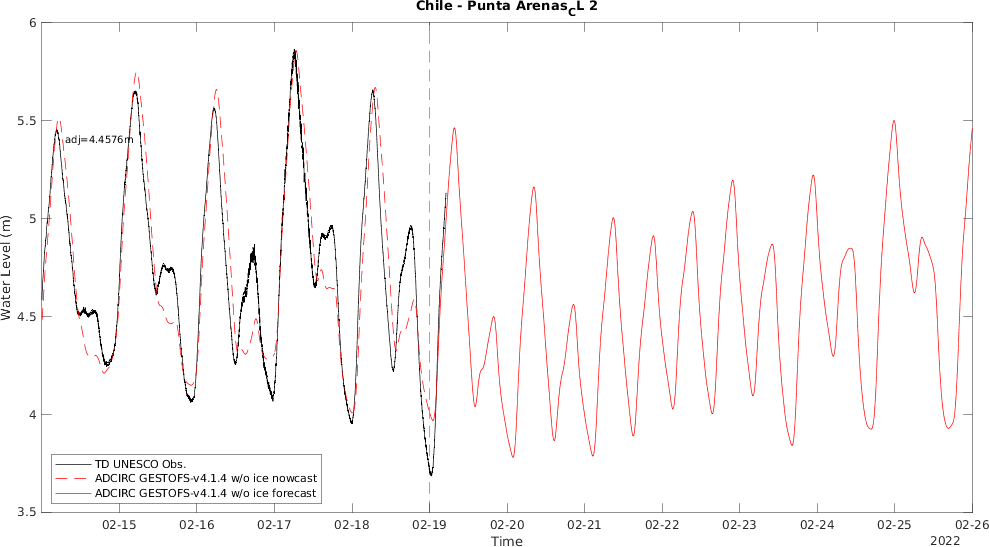 Chile - Punta Arenas_CL 2
6
5.5
5
4.5
4
3.5
Water Level (m)
adj=4.4576m
TD UNESCO Obs.
ADCIRC GESTOFS-v4.1.4 w/o ice nowcast
ADCIRC GESTOFS-v4.1.4 w/o ice forecast
02-15 02-16 02-17 02-18 02-19 02-20 02-21 02-22 02-23 02-24 02-25 02-26
Time
2022